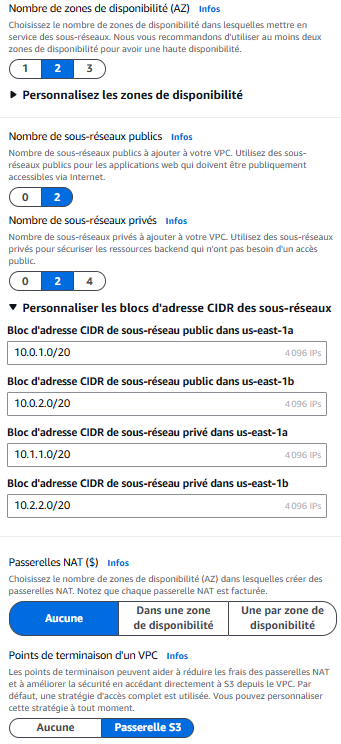 Nombre de zones de disponibilité (AZ) Infos
Choisissez le nombre de zones de disponibilité dans lesquelles mettre en
service des sous-réseaux. Nous vous recommandons d'utiliser au moins deux
zones de disponibilité pour avoir une haute disponibilité.
1 2 3
Personnalisez les zones de disponibilité
Nombre de sous-réseaux publics Infos
Nombre de sous-réseaux publics à ajouter à votre VPC. Utilisez des sous-
réseaux publics pour les applications web qui doivent être publiquement
accessibles via Internet.
0 2
Nombre de sous-réseaux privés Infos
Nombre de sous-réseaux privés à ajouter à votre VPC. Utilisez des sous-réseaux
privés pour sécuriser les ressources backend qui n'ont pas besoin d'un accès
public.
0 2 4
Personnaliser les blocs d'adresse CIDR des sous-réseaux
Bloc d'adresse CIDR de sous-réseau public dans us-east-1a
10.0.1.0/20 4 096 IPs
Bloc d'adresse CIDR de sous-réseau public dans us-east-1b
10.0.2.0/20 4 096 IPs
Bloc d'adresse CIDR de sous-réseau privé dans us-east-1a
10.1.1.0/20 4 096 IPs
Bloc d'adresse CIDR de sous-réseau privé dans us-east-1b
10.2.2.0/20 4 096 IPs
Passerelles NAT ($) Infos
Choisissez le nombre de zones de disponibilité (AZ) dans lesquelles créer des
passerelles NAT. Notez que chaque passerelle NAT est facturée.
Aucune Dans une zone de disponibilité Une par zone de disponibilité
Points de terminaison d'un VPC Infos
Les points de terminaison peuvent aider à réduire les frais des passerelles NAT
et à améliorer la sécurité en accédant directement à S3 depuis le VPC. Par
défaut, une stratégie d'accès complet est utilisée. Vous pouvez personnaliser
cette stratégie à tout moment.
Aucune Passerelle S3